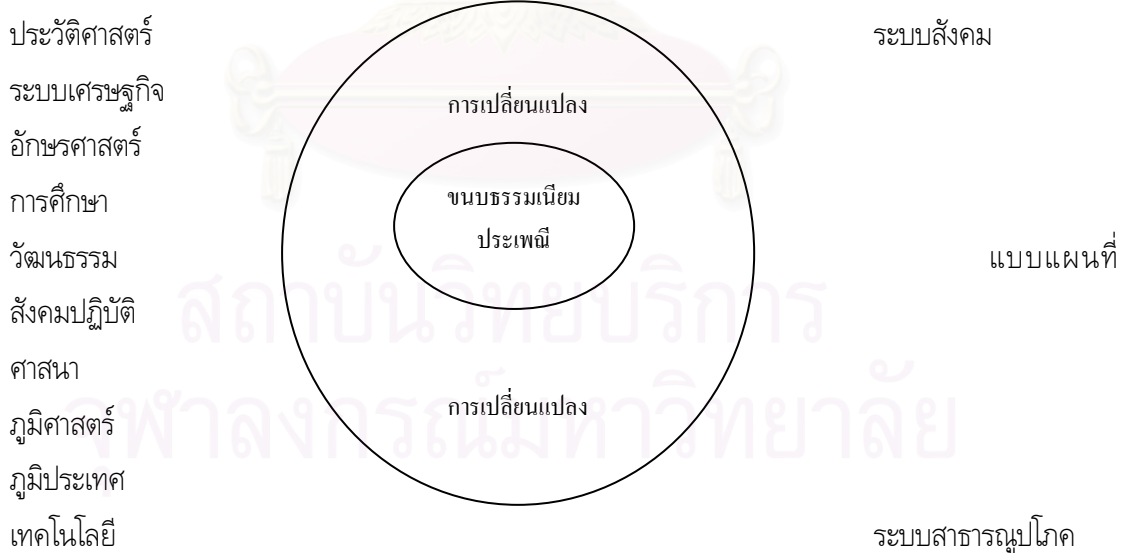 ประวัติศาสตร์ ระบบสังคม
ระบบเศรษฐกิจ การเปลี่ยนแปลง
อักษรศาสตร์
การศึกษา ขนบธรรมเนียม
ประเพณี
วัฒนธรรม แบบแผนที่
สังคมปฏิบัติ
ศาสนา
ภูมิศาสตร์ การเปลี่ยนแปลง
ภูมิประเทศ
เทคโนโลยี ระบบสาธารณูปโภค
สถาบันวิทยบริการ
จุฬาลงกรณ์มหาวิทยาลัย